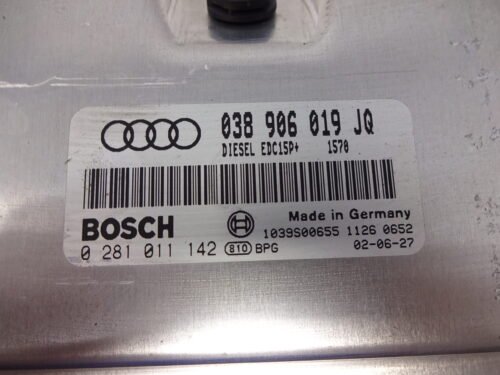 038 906 019 JQ
DIESEL EDC15P+ 1570
BOSCH
Made in Germany
1039S00655 1126 0652
0 281 011 142 810 BPG 02-06-27